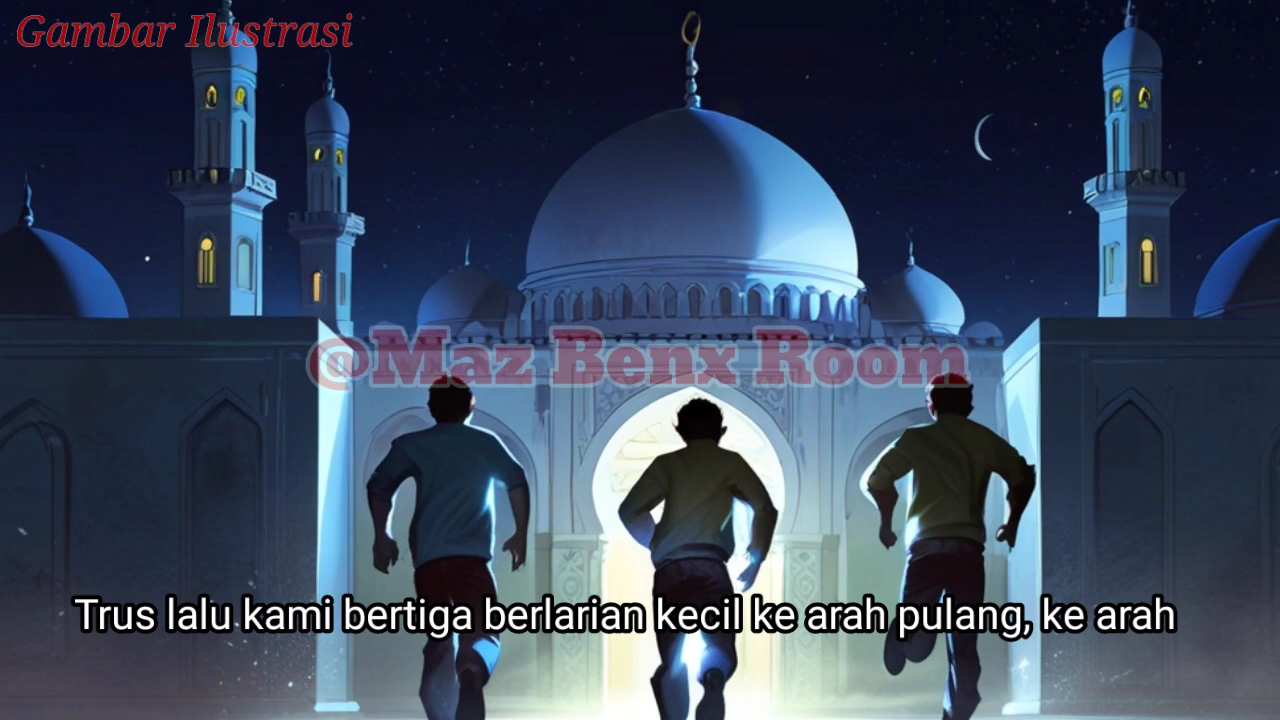 Gambar Ilustrasi
@Maz Benx Room
Trus lalu kami bertiga berlarian kecil ke arah pulang, ke arah